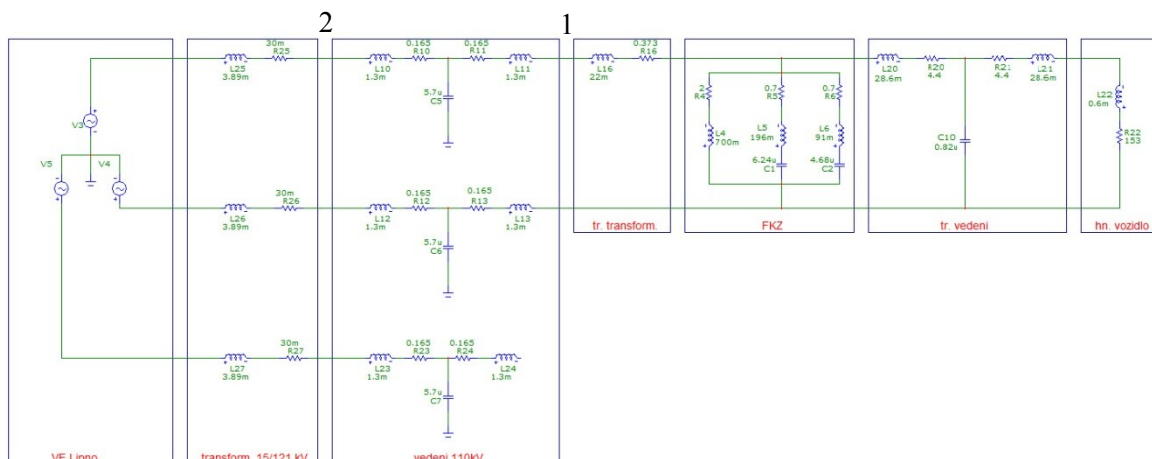 2
1
30m
R25
L25
3.89m
0.165
R10
0.165
R11
L10
1.3m
L11
1.3m
5.7u
C5
L16
22m
0.373
R16
2
R4
0.7
R5
0.7
R6
L4
700m
L5
196m
L6
91m
6.24u
C1
4.68u
C2
L20
28.6m
R20
4.4
R21
4.4
L21
28.6m
C10
0.82u
L22
0.6m
R22
153
V3
V5
V4
30m
R26
L26
3.89m
0.165
R12
0.165
R13
L12
1.3m
L13
1.3m
5.7u
C6
tr. transform.
FKZ
tr. vedeni
hn. vozidlo
30m
R27
L27
3.89m
0.165
R23
0.165
R24
L23
1.3m
L24
1.3m
5.7u
C7
VE Lipno
transform. 15/121 kV
vedeni 110kV